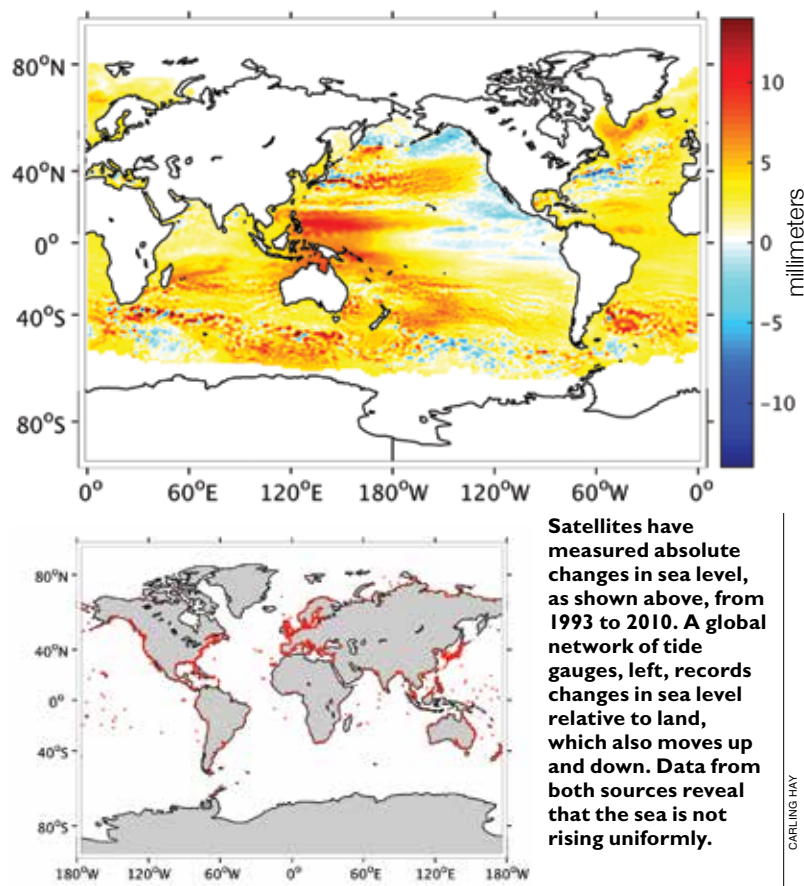 80°N
40°N
0°
40°S
80°S
0° 60°E 120°E 180°W 120°W 60°W 0°
10
5
0
-5
-10
millimeters
80°N
40°N
0°
40°S
80°S
180°W 120°W 60°W 0° 60°E 120°E 180°W
Satellites have
measured absolute
changes in sea level,
as shown above, from
1993 to 2010. A global
network of tide
gauges, left, records
changes in sea level
relative to land,
which also moves up
and down. Data from
both sources reveal
that the sea is not
rising uniformly.
CARLING HAY